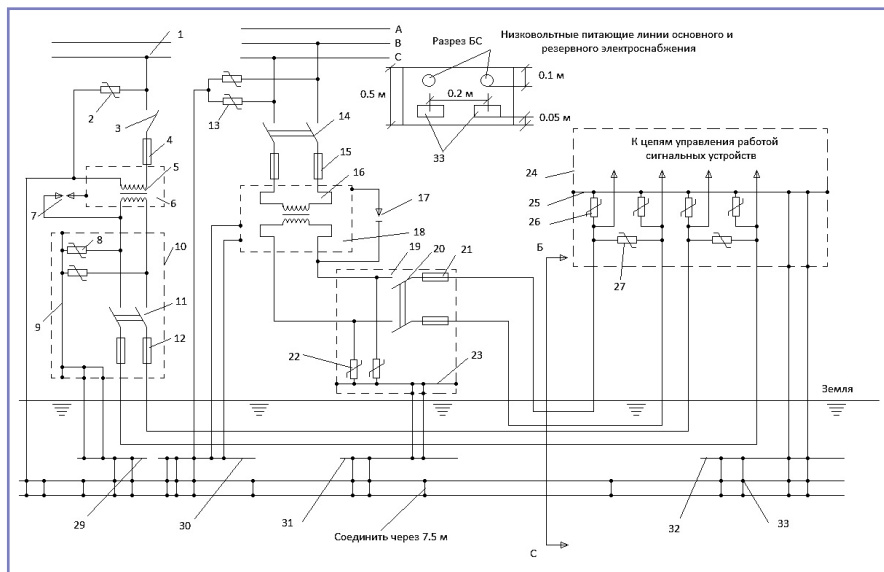 1
A
B
C
Разрез БС
Низковольтные питающие линии основного и
резервного электроснабжения
2
3
4
5
6
7
8
9
10
11
12
13
14
15
16
17
18
19
20
21
22
23
0.5 м
0.2 м
0.1 м
0.05 м
33
24
25
26
27
К цепям управления работой
сигнальных устройств
Б
Земля
29
30
31
Соединить через 7.5 м
С
32
33